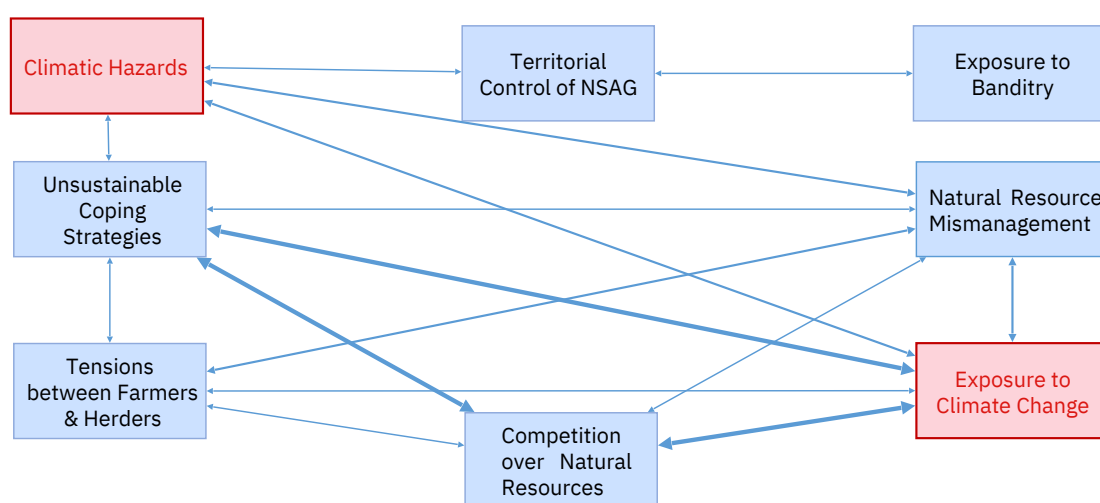 Climatic Hazards
Territorial
Control of NSAG
Exposure to
Banditry
Unsustainable
Coping
Strategies
Natural Resource
Mismanagement
Tensions
between Farmers
& Herders
Competition
over Natural
Resources
Exposure to
Climate Change